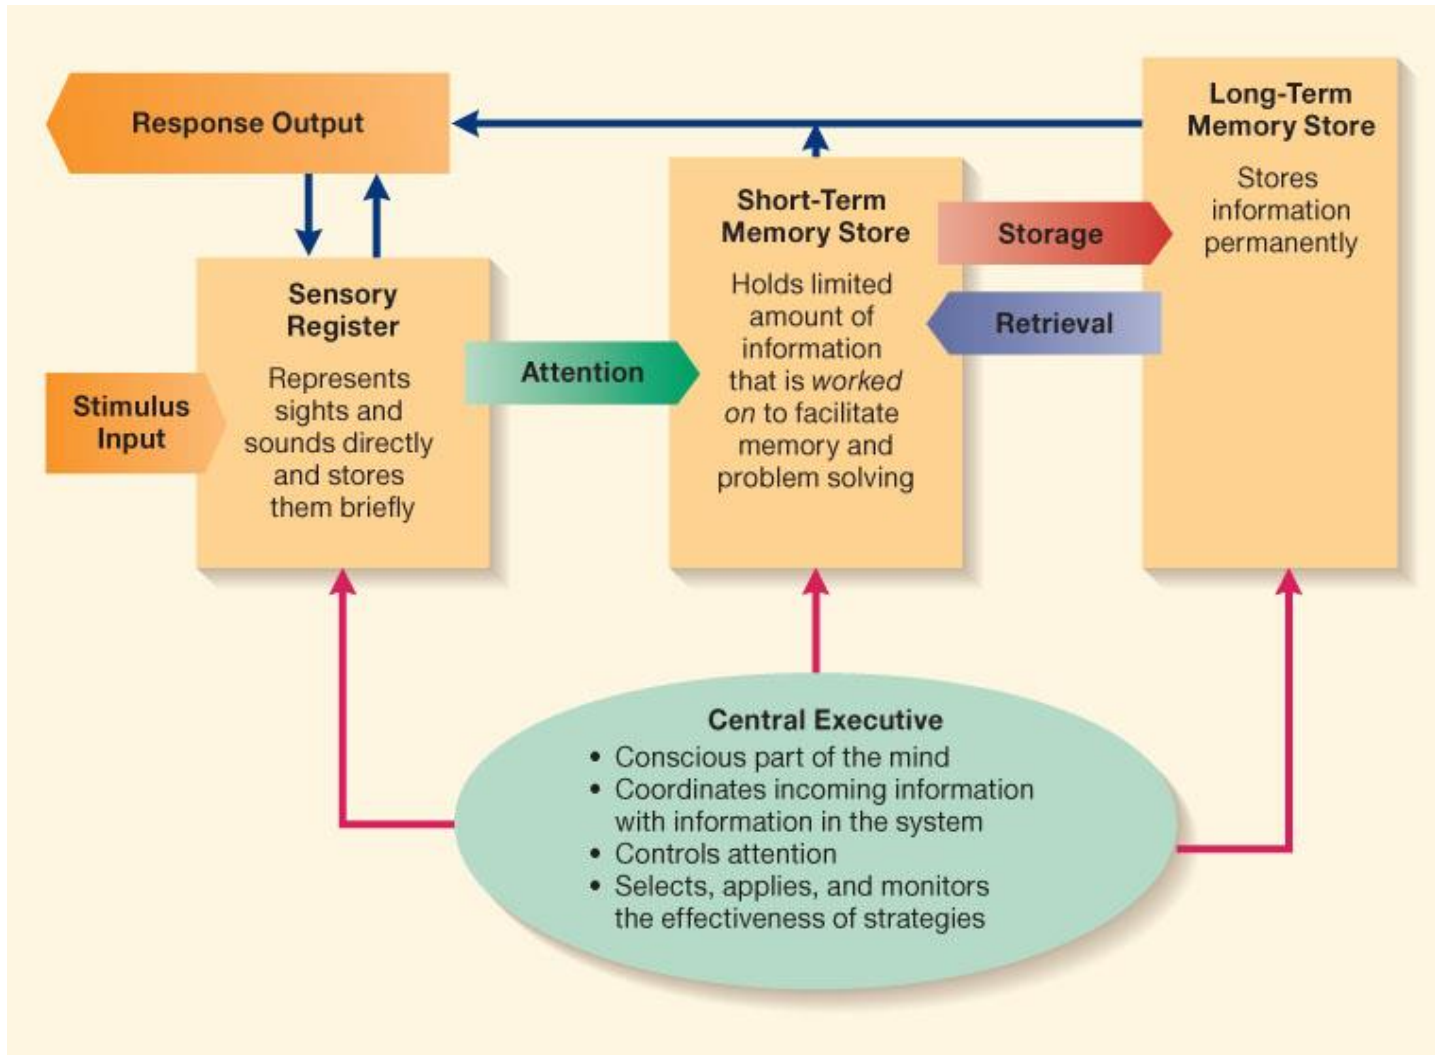 Response Output
Long-Term
Memory Store
Stores
information
permanently
Short-Term
Memory Store
Holds limited
amount of
information
that is worked
on to facilitate
memory and
problem solving
Storage
Retrieval
Sensory
Register
Represents
sights and
sounds directly
and stores
them briefly
Attention
Stimulus
Input
Central Executive
• Conscious part of the mind
• Coordinates incoming information
with information in the system
• Controls attention
• Selects, applies, and monitors
the effectiveness of strategies